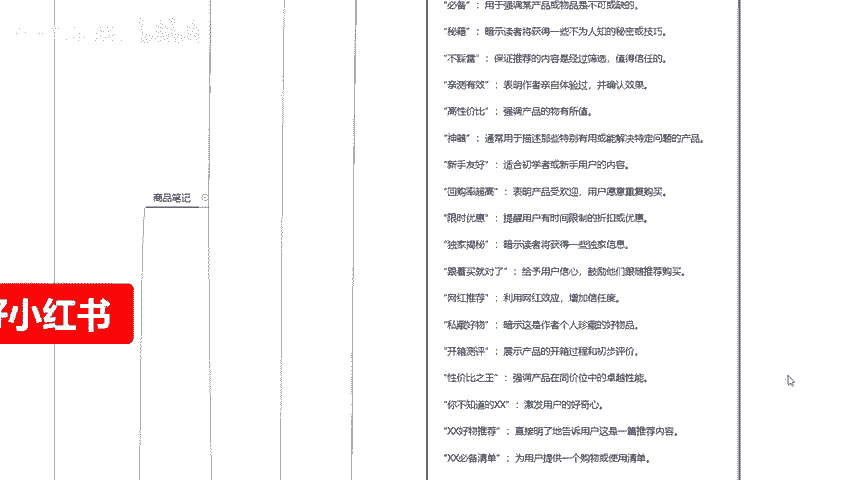 "必备"：用于强调某产品或物品是不可或缺的。
"秘籍"：暗示读者将获得一些不为人知的秘密或技巧。
"不踩雷"：保证推荐的内容是经过筛选，值得信任的。
"亲测有效"：表明作者亲自体验过，并确认效果。
"高性价比"：强调产品的物有所值。
"神器"：通常用于描述那些特别有用或能解决特定问题的产品。
"新手友好"：适合初学者或新手用户的内容。
"回购率超高"：表明产品受欢迎，用户愿意重复购买。
"限时优惠"：提醒用户有时间限制的折扣或优惠。
"独家揭秘"：暗示读者将获得一些独家信息。
"跟着买就对了"：给予用户信心，鼓励他们跟随推荐购买。
"网红推荐"：利用网红效应，增加信任度。
"私藏好物"：暗示这是作者个人珍藏的好物品。
"开箱测评"：展示产品的开箱过程和初步评价。
"性价比之王"：强调产品在同价位中的卓越性能。
"你不知道的XX"：激发用户的好奇心。
"XX好物推荐"：直接明了地告诉用户这是一篇推荐内容。
"XX必备清单"：为用户提供一个购物或使用清单。
商品笔记
小红书